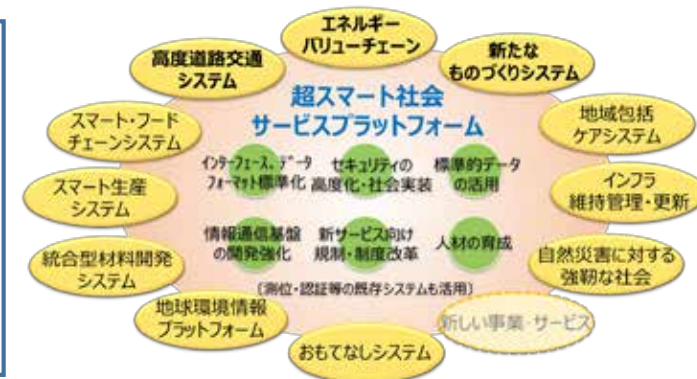 エネルギー
バリューチェーン
高度道路交通
システム
新たな
ものづくりシステム
超スマート社会
サービスプラットフォーム
スマート・フード
チェーンシステム
地域包括
ケアシステム
インターフェース、データ
フォーマット標準化
セキュリティの
高度化・社会実装
標準的データ
の活用
スマート生産
システム
インフラ
維持管理・更新
情報通信基盤
の開発強化
新サービス向け
規制・制度改革
人材の育成
統合型材料開発
システム
自然災害に対する
強靭な社会
（測位・認証等の既存システムも活用）
地球環境情報
プラットフォーム
新しい事業・サービス
おもてなしシステム